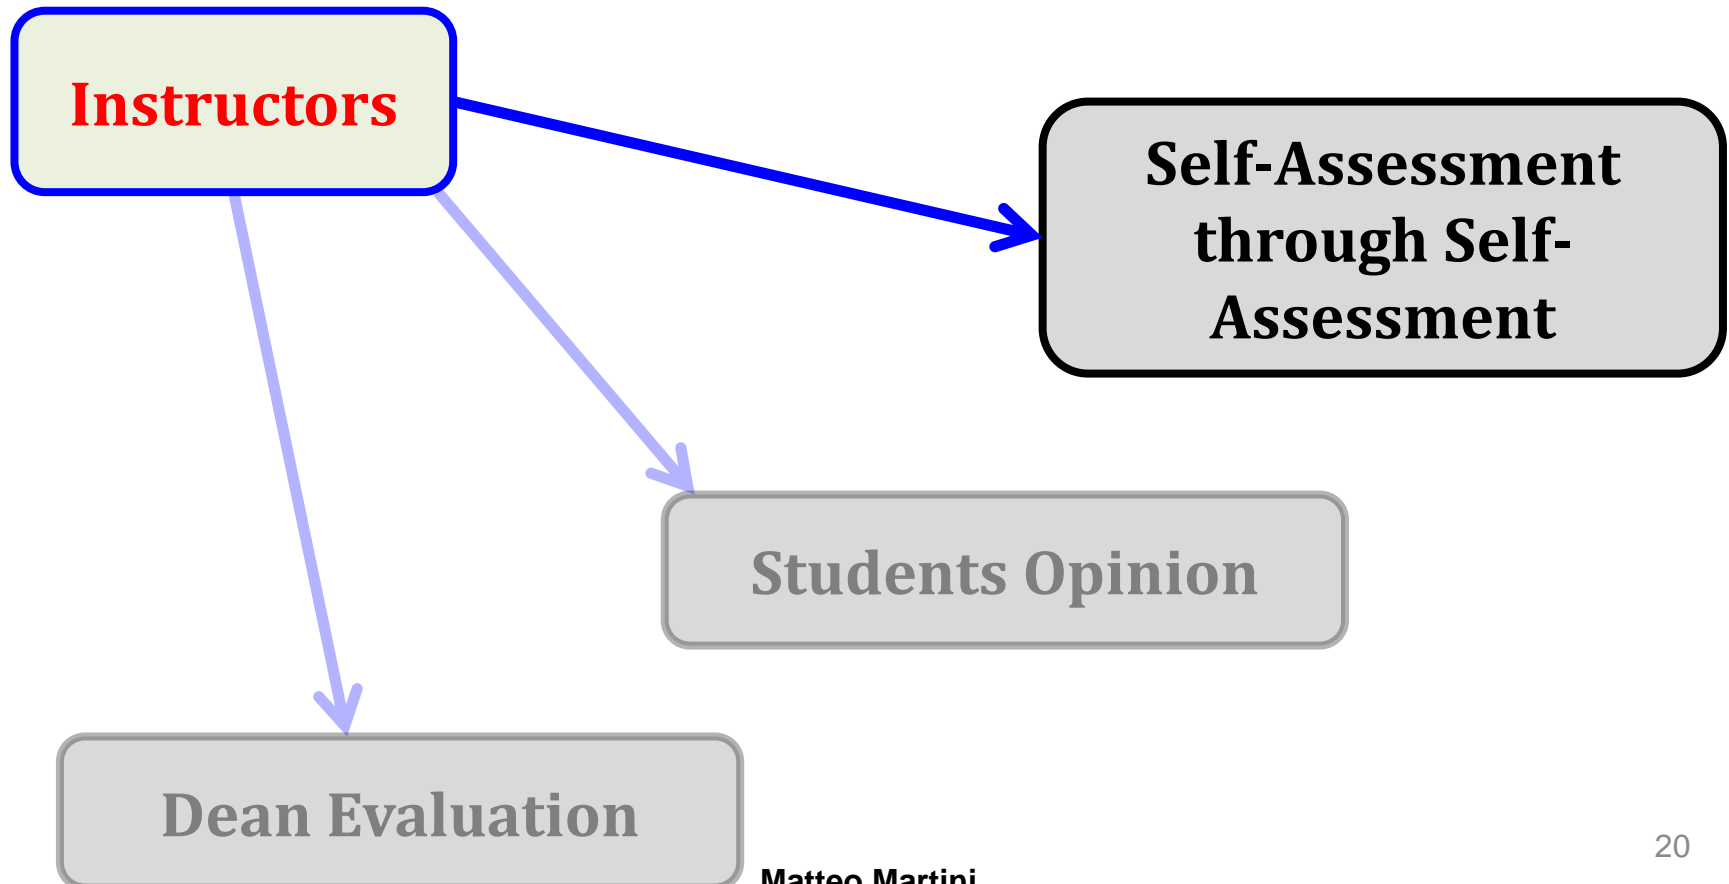 Instructors
Self-Assessment
through Self-
Assessment
Students Opinion
Dean Evaluation
20
Matteo Martini